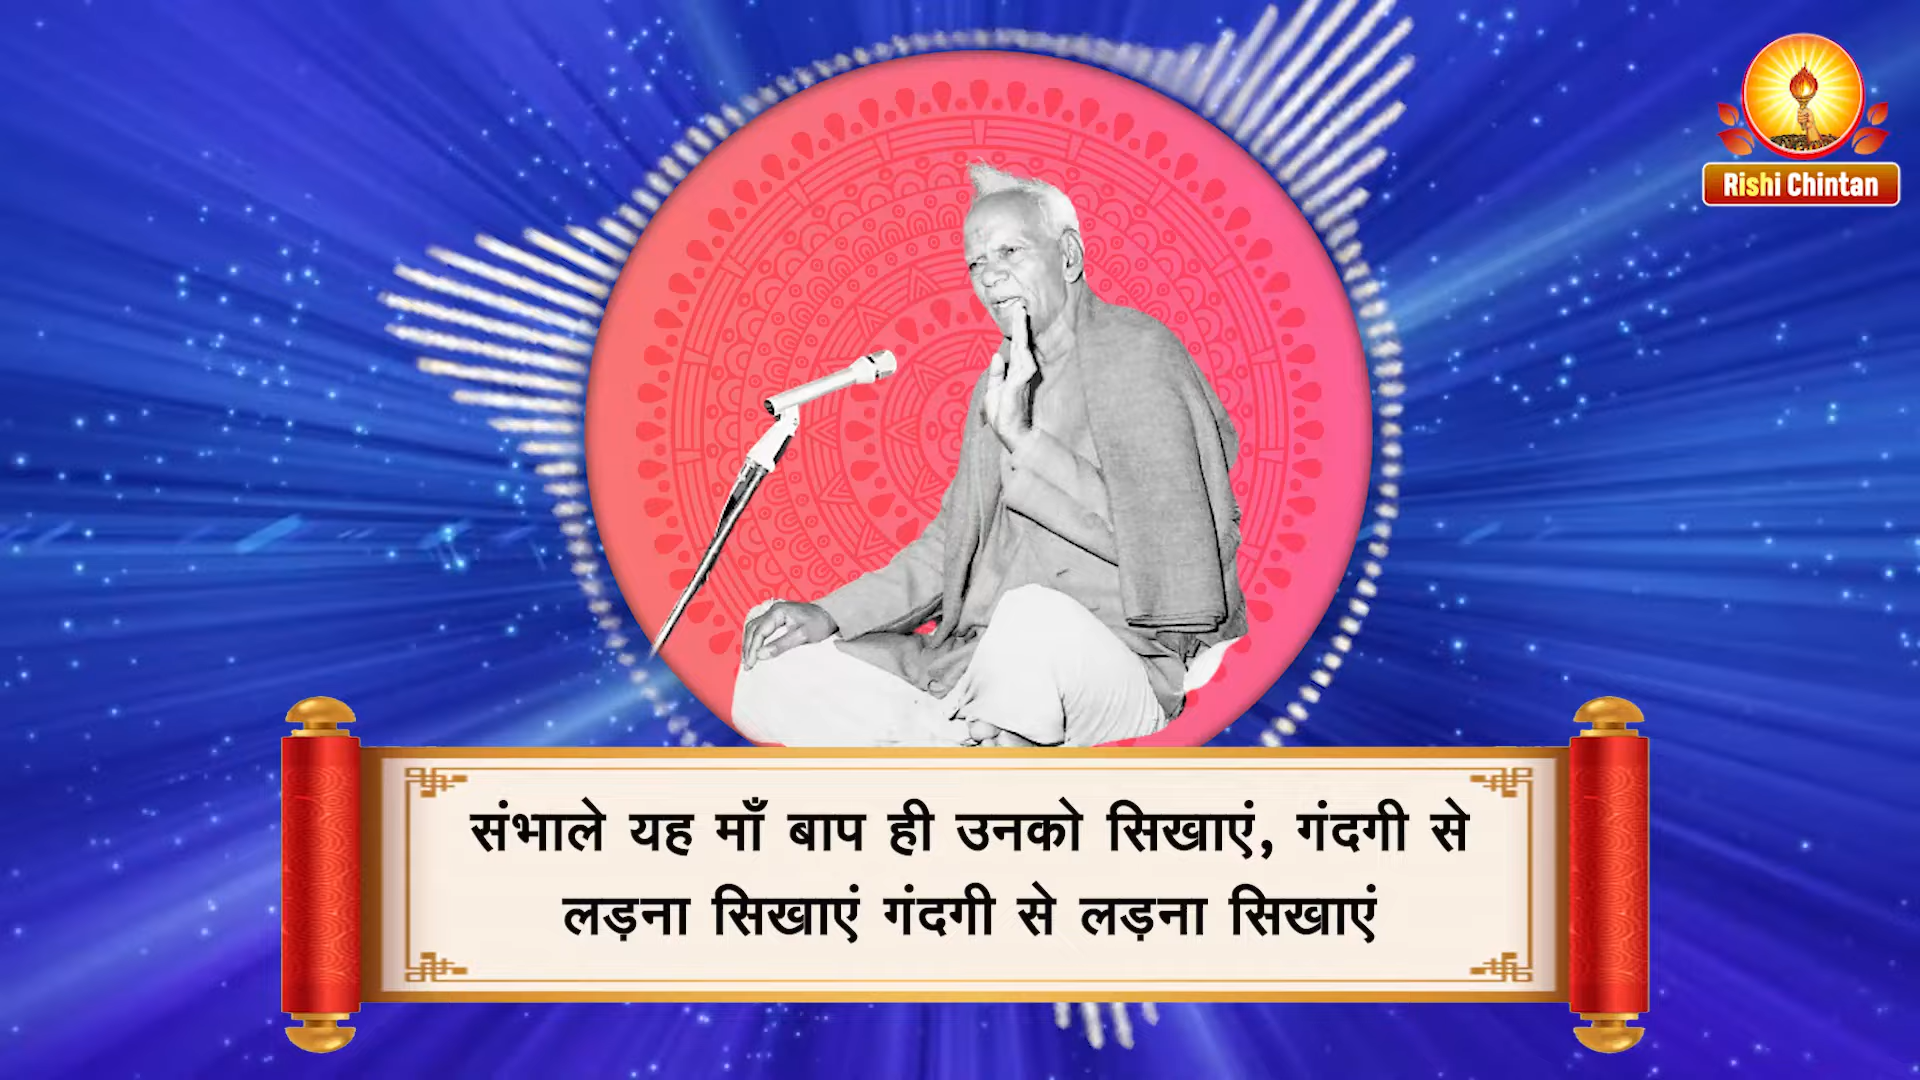 Rishi Chintan
संभाले यह माँ बाप ही उनको सिखाएं, गंदगी से
लड़ना सिखाएं गंदगी से लड़ना सिखाएं